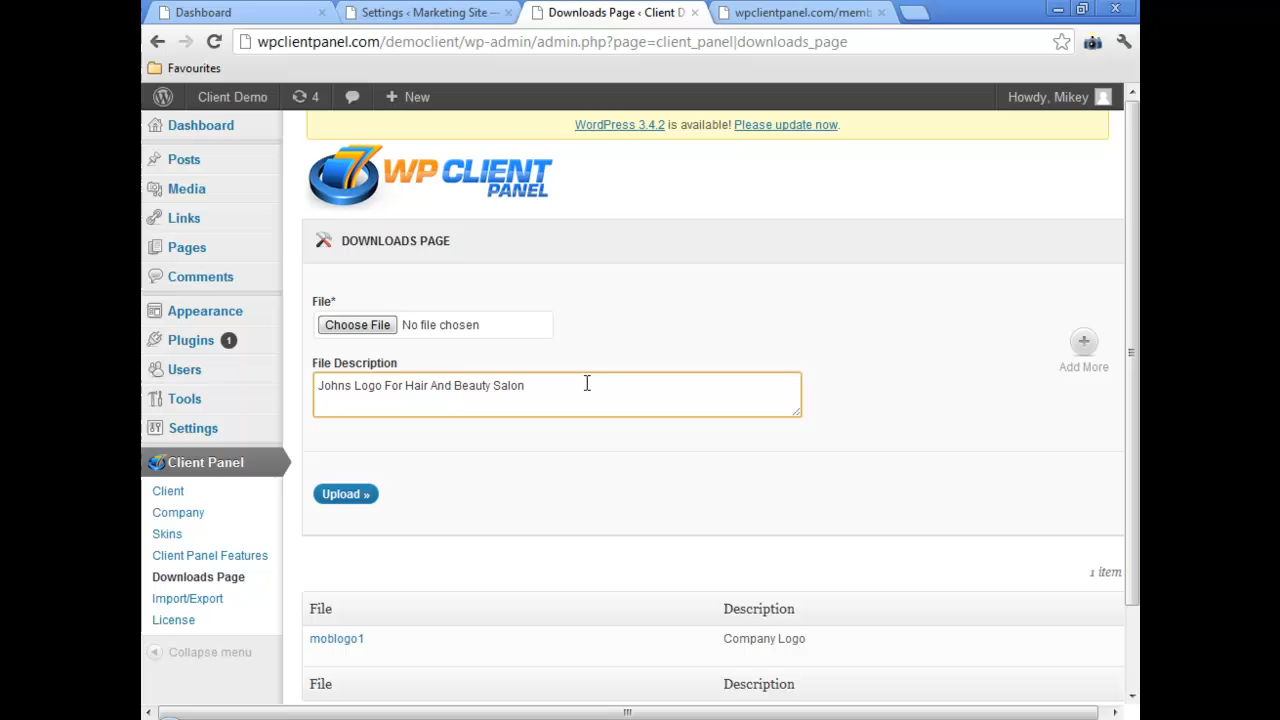 Dashboard
Settings ‹ Marketing Site —
Downloads Page ‹ Client D
wpclientpanel.com/memb
wpclientpanel.com/democlient/wp-admin/admin.php?page=client_panel|downloads_page
Favourites
Client Demo
4
New
Howdy, Mikey
WordPress 3.4.2 is available! Please update now.
Dashboard
Posts
Media
Links
Pages
Comments
Appearance
Plugins 1
Users
Tools
Settings
Client Panel
Client
Company
Skins
Client Panel Features
Downloads Page
Import/Export
License
Collapse menu
WP CLIENT
PANEL
DOWNLOADS PAGE
File*
Choose File No file chosen
Add More
File Description
Johns Logo For Hair And Beauty Salon
Upload »
1 item
File Description
moblogo1 Company Logo
File Description